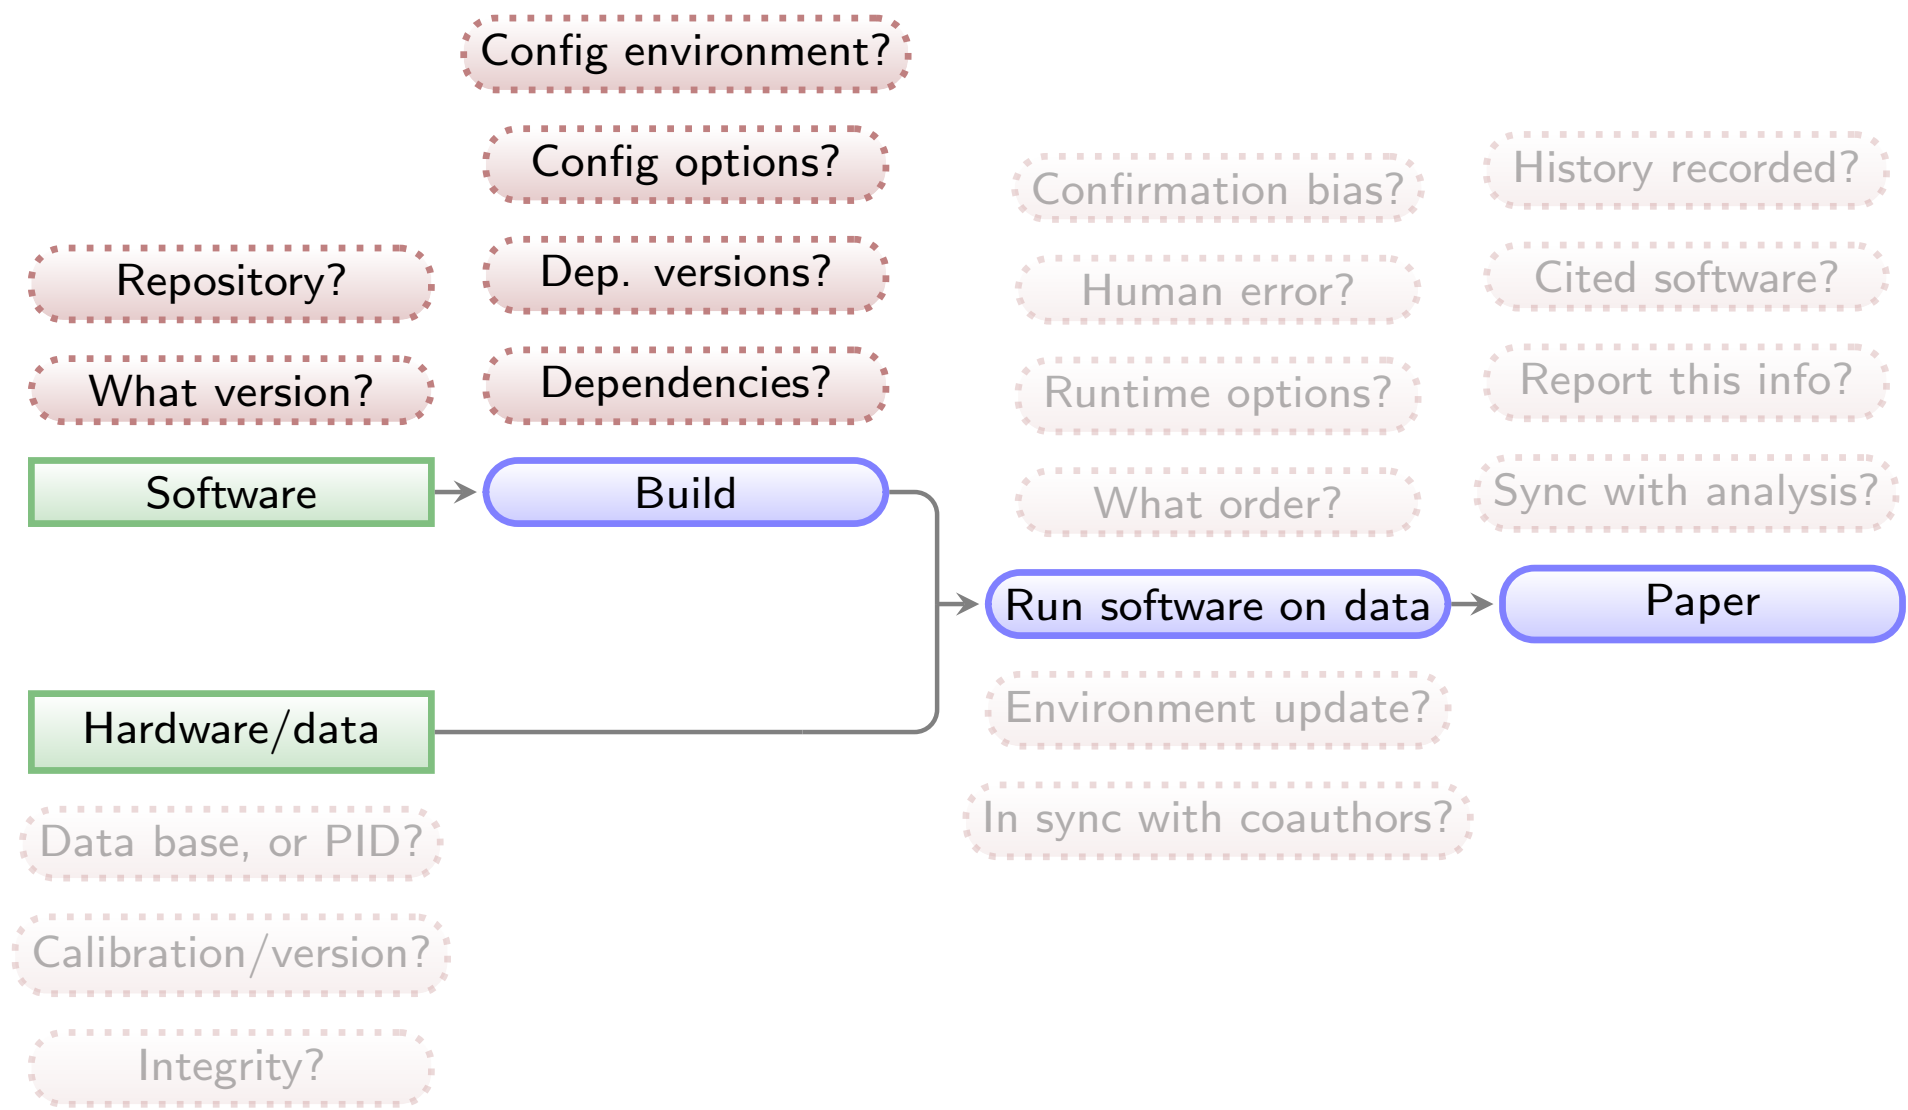 Config environment?
Config options?
Dep. versions?
Dependencies?
Repository?
What version?
Software
Build
Hardware/data
Data base, or PID?
Calibration/version?
Integrity?
Confirmation bias?
Human error?
Runtime options?
What order?
Run software on data
Environment update?
In sync with coauthors?
History recorded?
Cited software?
Report this info?
Sync with analysis?
Paper